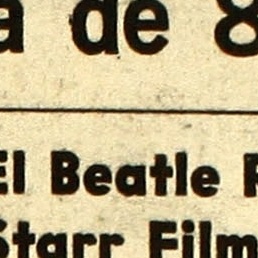 a de 8
El Beatle R
Starr Film